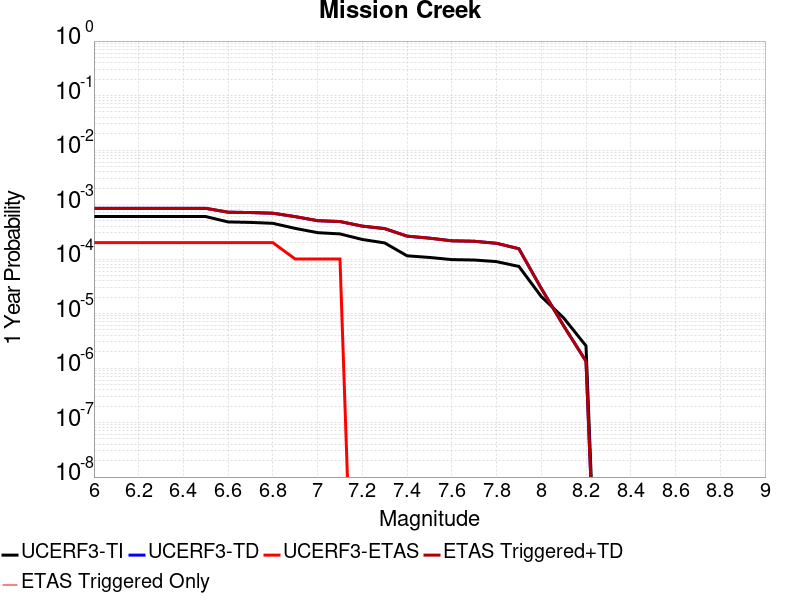 Mission Creek
10^0
10^-1
10^-2
10^-3
10^-4
10^-5
10^-6
10^-7
10^-8
1 Year Probability
6 6.2 6.4 6.6 6.8 7 7.2 7.4 7.6 7.8 8 8.2 8.4 8.6 8.8 9
Magnitude
UCERF3-TI UCERF3-TD UCERF3-ETAS ETAS Triggered+TD
ETAS Triggered Only